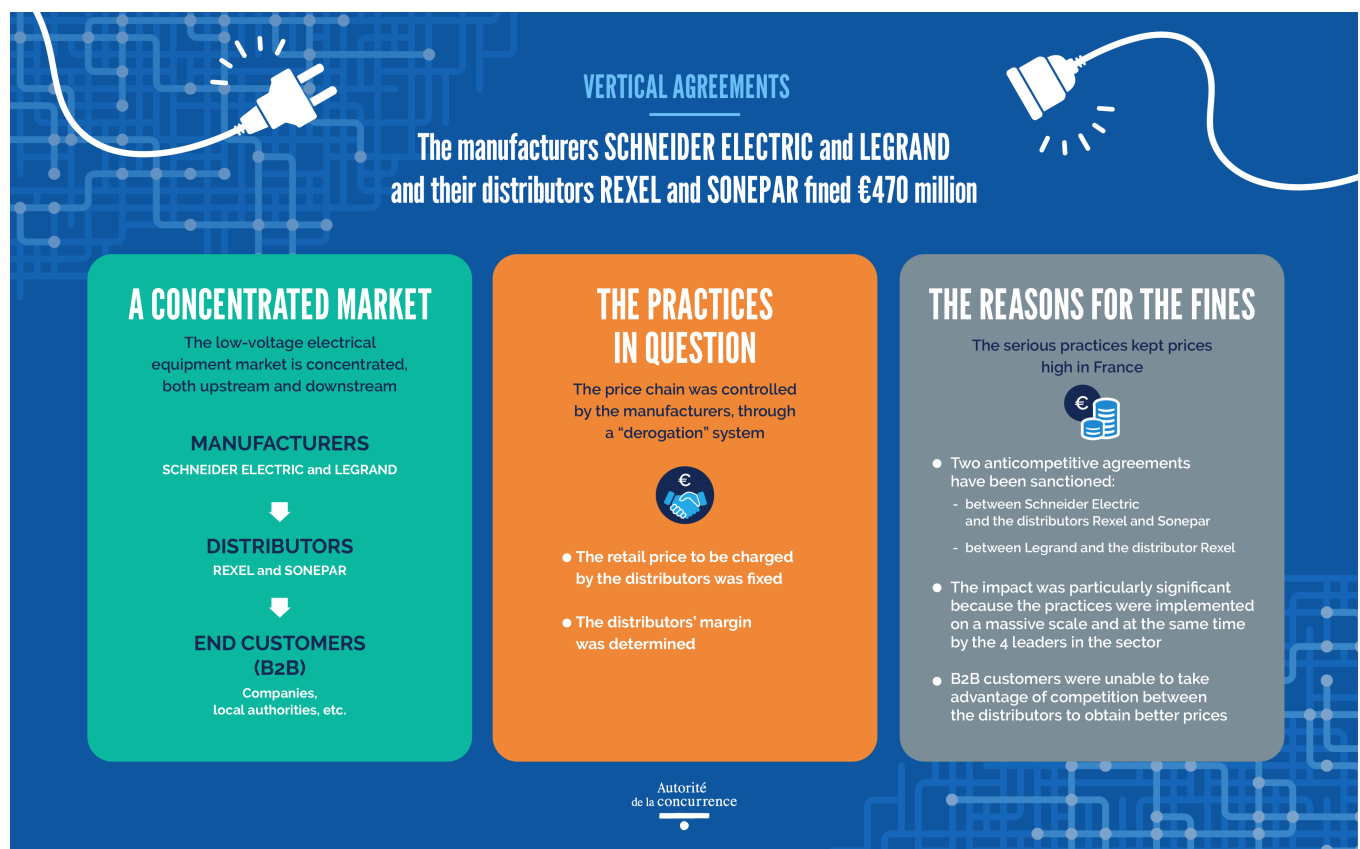 VERTICAL AGREEMENTS
The manufacturers SCHNEIDER ELECTRIC and LEGRAND
and their distributors REXEL and SONEPAR fined €470 million
A CONCENTRATED MARKET
The low-voltage electrical
equipment market is concentrated,
both upstream and downstream
MANUFACTURERS
SCHNEIDER ELECTRIC and LEGRAND
DISTRIBUTORS
REXEL and SONEPAR
END CUSTOMERS
(B2B)
Companies,
local authorities, etc.
THE PRACTICES
IN QUESTION
The price chain was controlled
by the manufacturers, through
a “derogation” system
€
● The retail price to be charged
by the distributors was fixed
● The distributors' margin
was determined
THE REASONS FOR THE FINES
The serious practices kept prices
high in France
€
● Two anticompetitive agreements
have been sanctioned:
- between Schneider Electric
and the distributors Rexel and Sonepar
- between Legrand and the distributor Rexel
● The impact was particularly significant
because the practices were implemented
on a massive scale and at the same time
by the 4 leaders in the sector
● B2B customers were unable to take
advantage of competition between
the distributors to obtain better prices
Autorité
de la concurrence